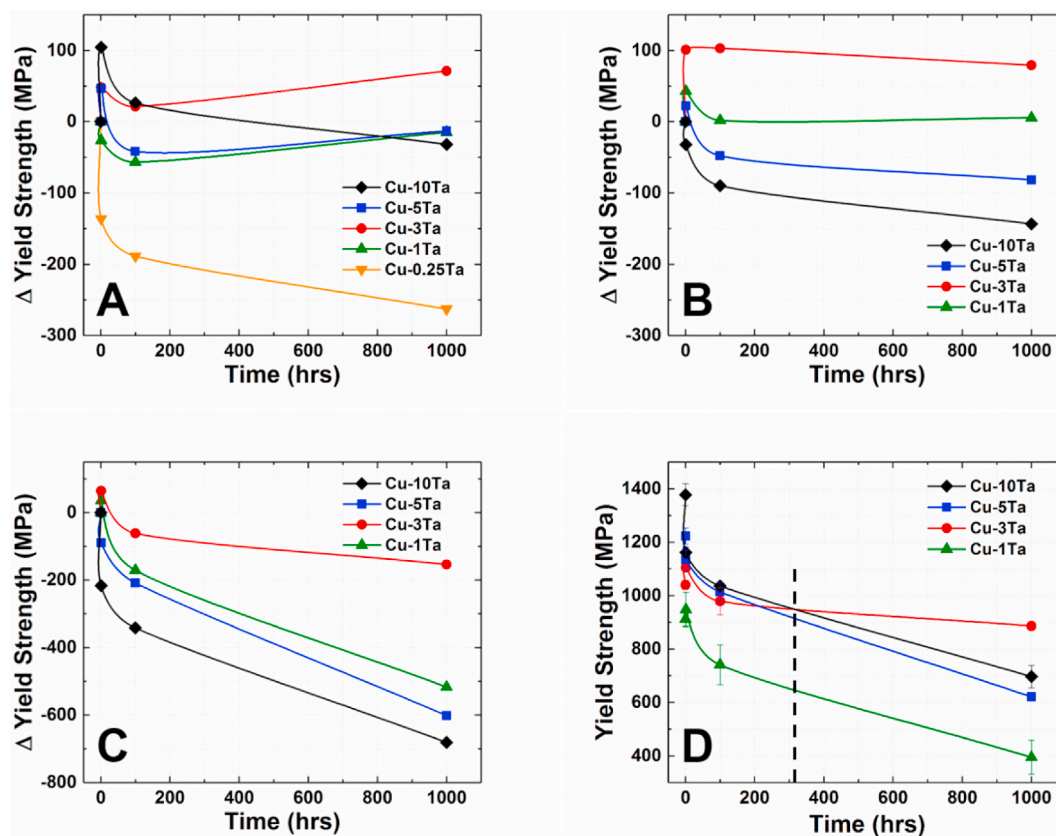 Δ Yield Strength (MPa)
100
0
-100
-200
-300
Cu-10Ta
Cu-5Ta
Cu-3Ta
Cu-1Ta
Cu-0.25Ta
A
0 200 400 600 800 1000
Time (hrs)
Δ Yield Strength (MPa)
100
0
-100
-200
-300
Cu-10Ta
Cu-5Ta
Cu-3Ta
Cu-1Ta
B
0 200 400 600 800 1000
Time (hrs)
Δ Yield Strength (MPa)
0
-200
-400
-600
-800
Cu-10Ta
Cu-5Ta
Cu-3Ta
Cu-1Ta
C
0 200 400 600 800 1000
Time (hrs)
Yield Strength (MPa)
1400
1200
1000
800
600
400
Cu-10Ta
Cu-5Ta
Cu-3Ta
Cu-1Ta
D
0 200 400 600 800 1000
Time (hrs)